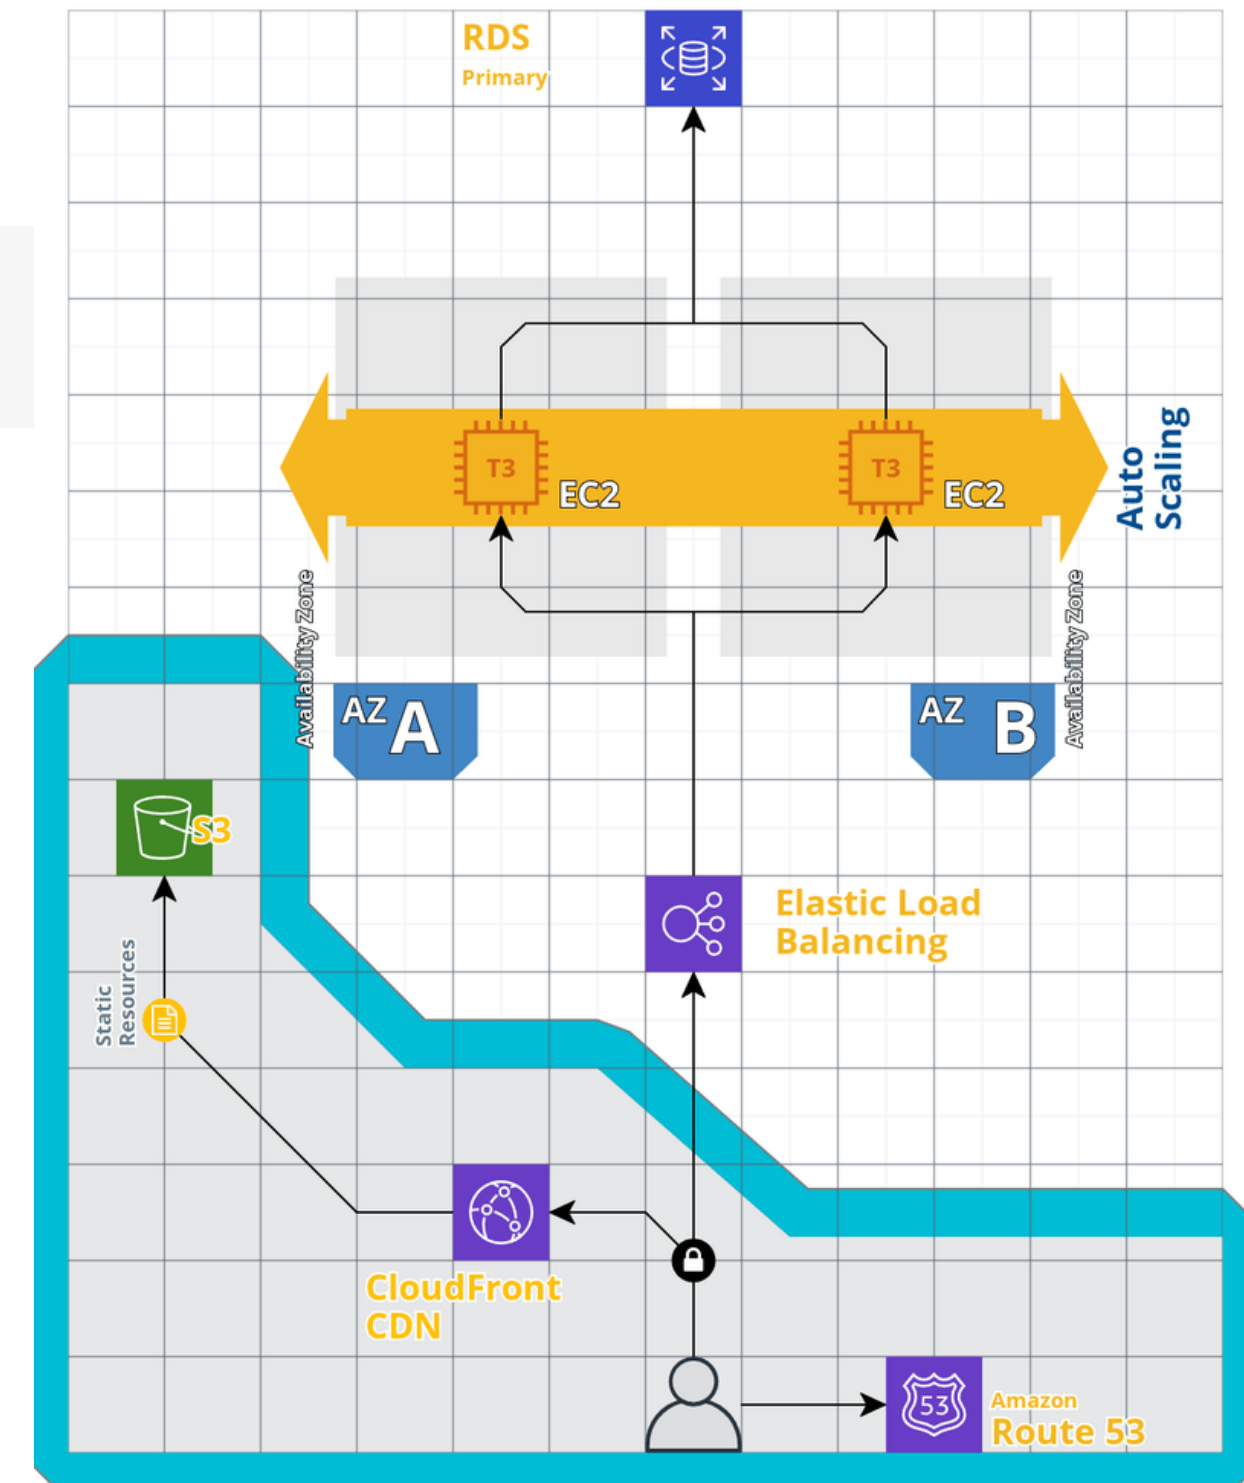 RDS
Primary
T3
EC2
T3
EC2
Auto
Scaling
Availability Zone
Availability Zone
AZ A
AZ B
S3
Elastic Load
Balancing
Static
Resources
CloudFront
CDN
53
Amazon
Route 53